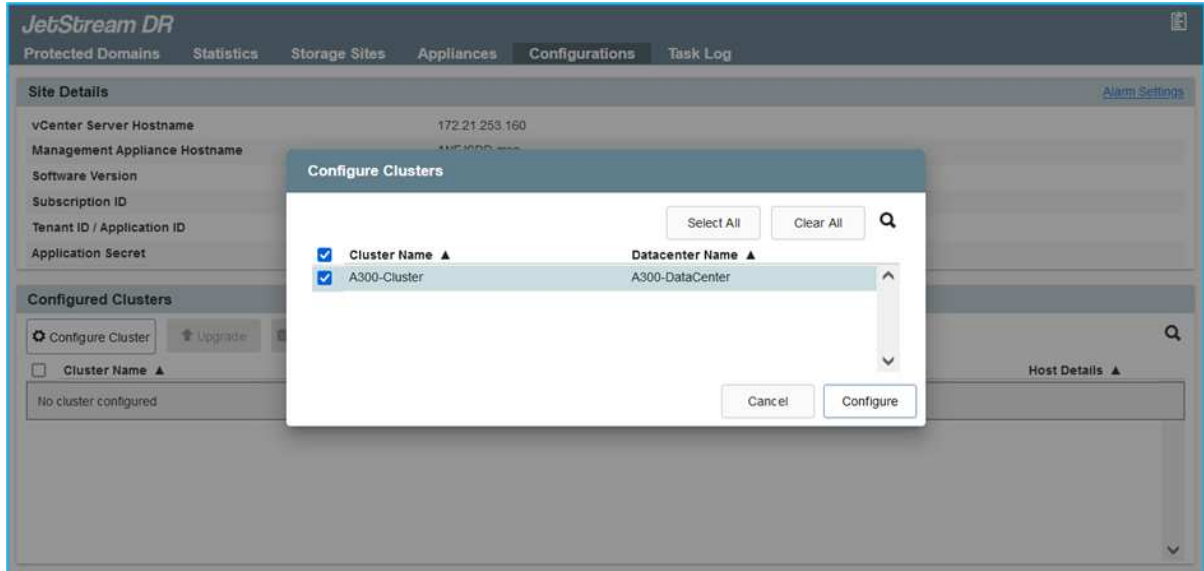 JetStream DR
Protected Domains Statistics Storage Sites Appliances Configurations Task Log
Site Details Alarm Settings
vCenter Server Hostname 172.21.253.160
Management Appliance Hostname
Software Version
Subscription ID
Tenant ID / Application ID
Application Secret
Configure Clusters
Select All Clear All
Cluster Name ▲ Datacenter Name ▲
A300-Cluster A300-DataCenter
Cancel Configure
Configured Clusters
Configure Cluster Upgrade
Cluster Name ▲ Host Details ▲
No cluster configured